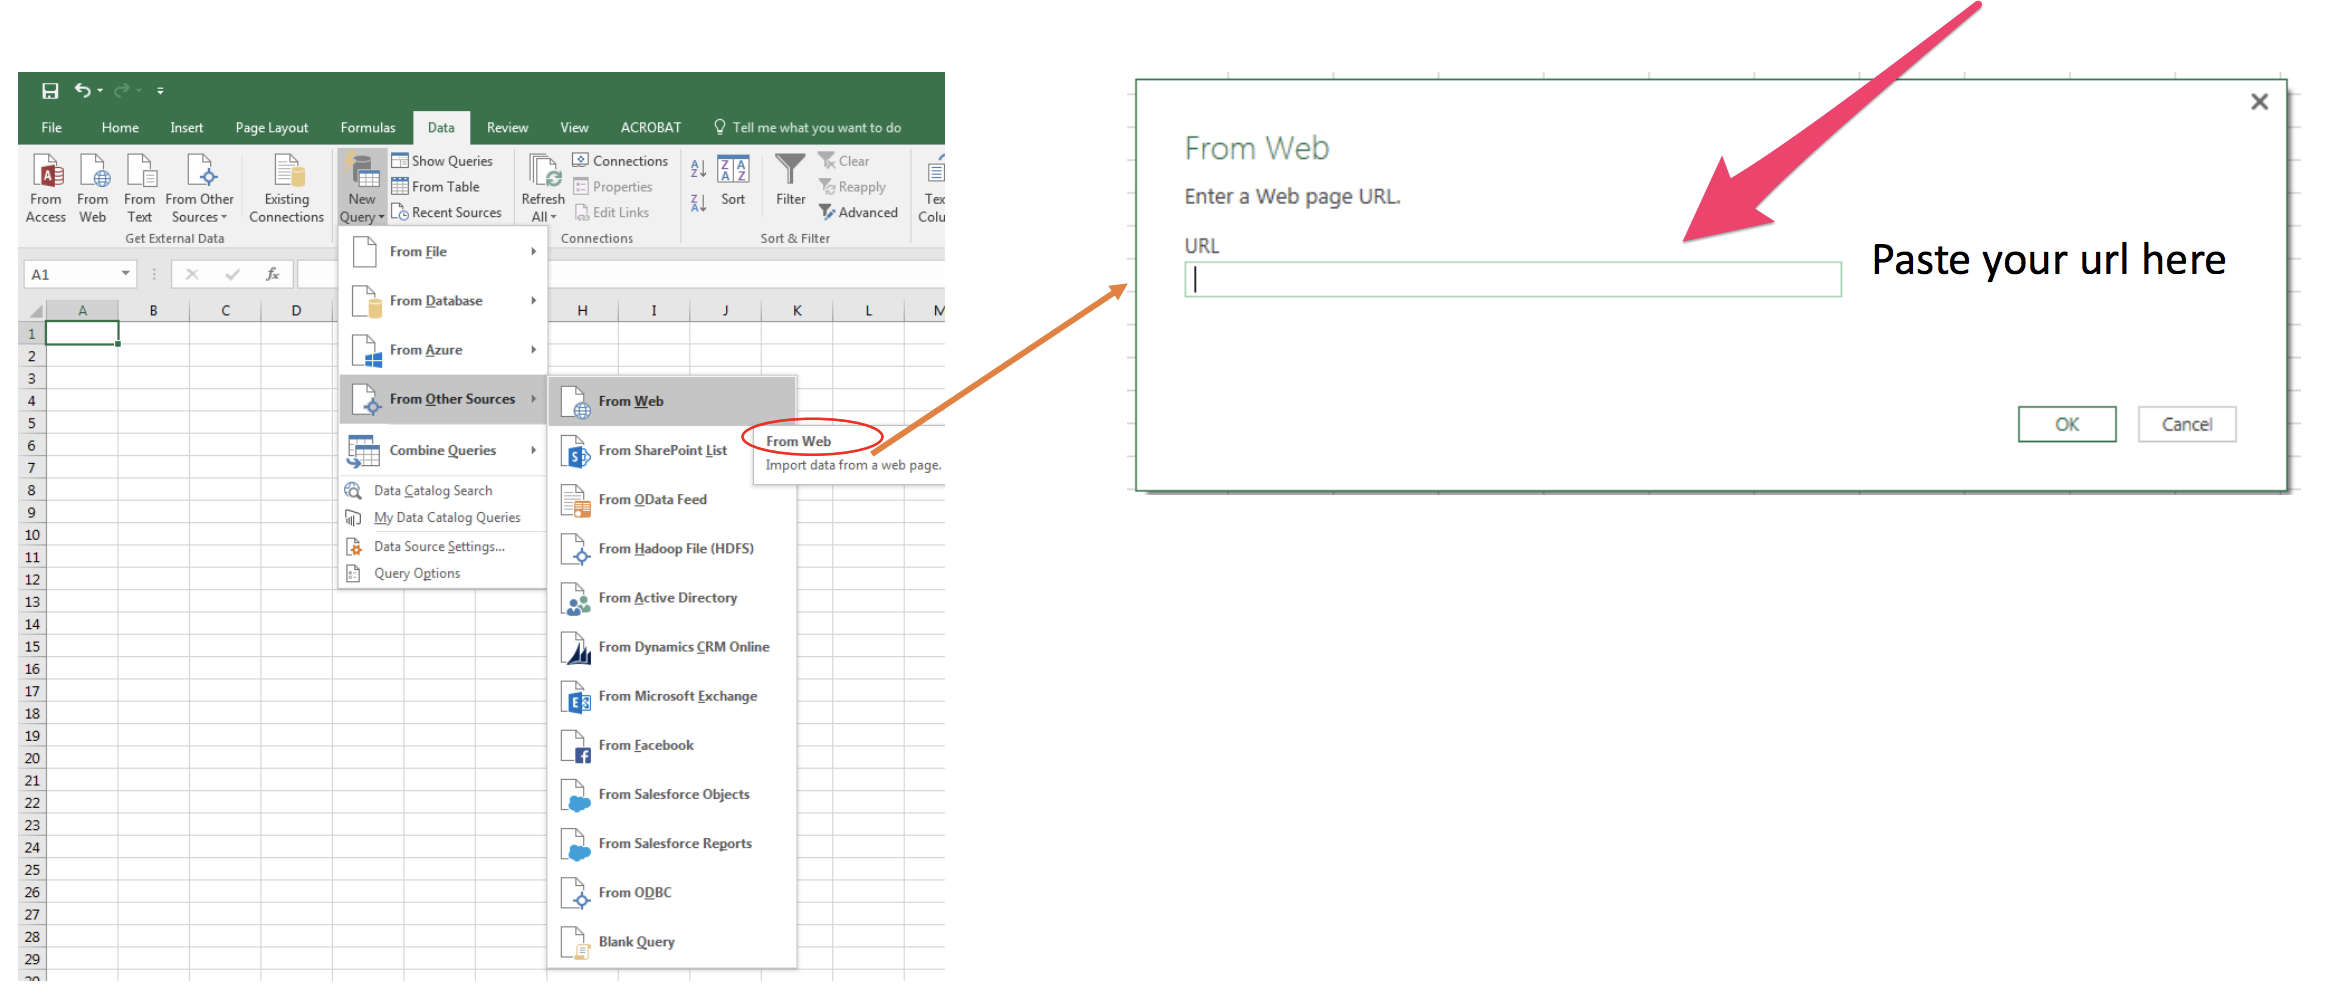 File Home Insert Page Layout Formulas Data Review View ACROBAT Tell me what you want to do
From Access
From Web
From Text
From Other Sources
Existing Connections
Get External Data
New Query
Show Queries
From Table
Recent Sources
Refresh All
Connections
Properties
Edit Links
Connections
A Z
Z A
Z A A Z
Sort
Filter
Clear
Reapply
Advanced
Sort & Filter
Tex
Colu
A1
fx
A B C D H I J K L M
1
2
3
4
5
6
7
8
9
10
11
12
13
14
15
16
17
18
19
20
21
22
23
24
25
26
27
28
29
30
From File
From Database
From Azure
From Other Sources
Combine Queries
Data Catalog Search
My Data Catalog Queries
Data Source Settings...
Query Options
From Web
From SharePoint List
From OData Feed
From Hadoop File (HDFS)
From Active Directory
From Dynamics CRM Online
From Microsoft Exchange
From Facebook
From Salesforce Objects
From Salesforce Reports
From ODBC
Blank Query
From Web
Import data from a web page.
From Web
Enter a Web page URL.
URL
Paste your url here
OK
Cancel